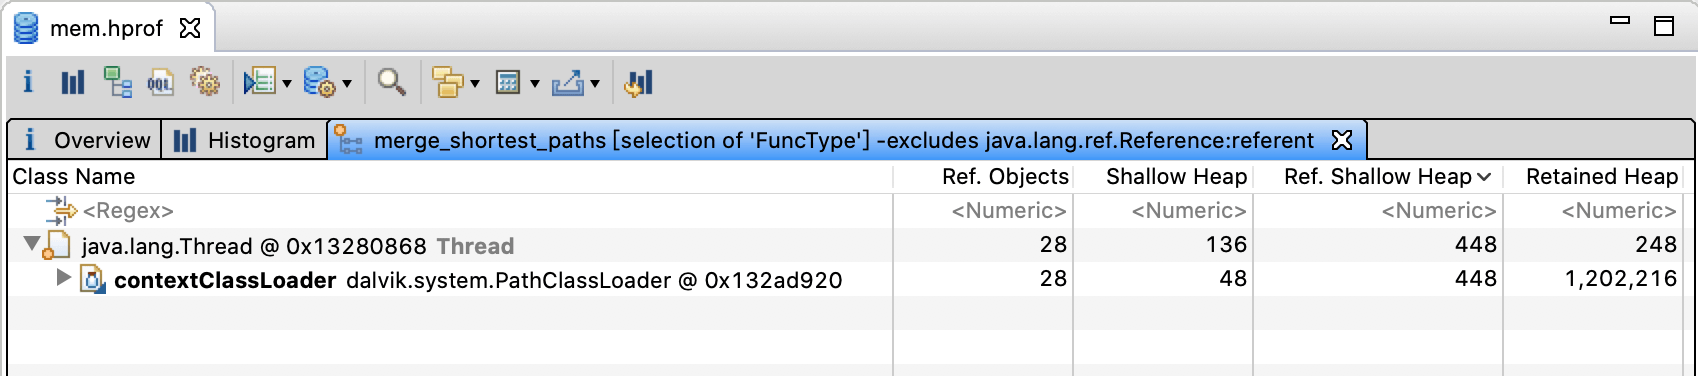 mem.hprof
i OQL
i Overview Histogram merge_shortest_paths [selection of 'FuncType'] -excludes java.lang.ref.Reference:referent
Class Name Ref. Objects Shallow Heap Ref. Shallow Heap Retained Heap
<Regex> <Numeric> <Numeric> <Numeric> <Numeric>
java.lang.Thread @ 0x13280868 Thread 28 136 448 248
contextClassLoader dalvik.system.PathClassLoader @ 0x132ad920 28 48 448 1,202,216